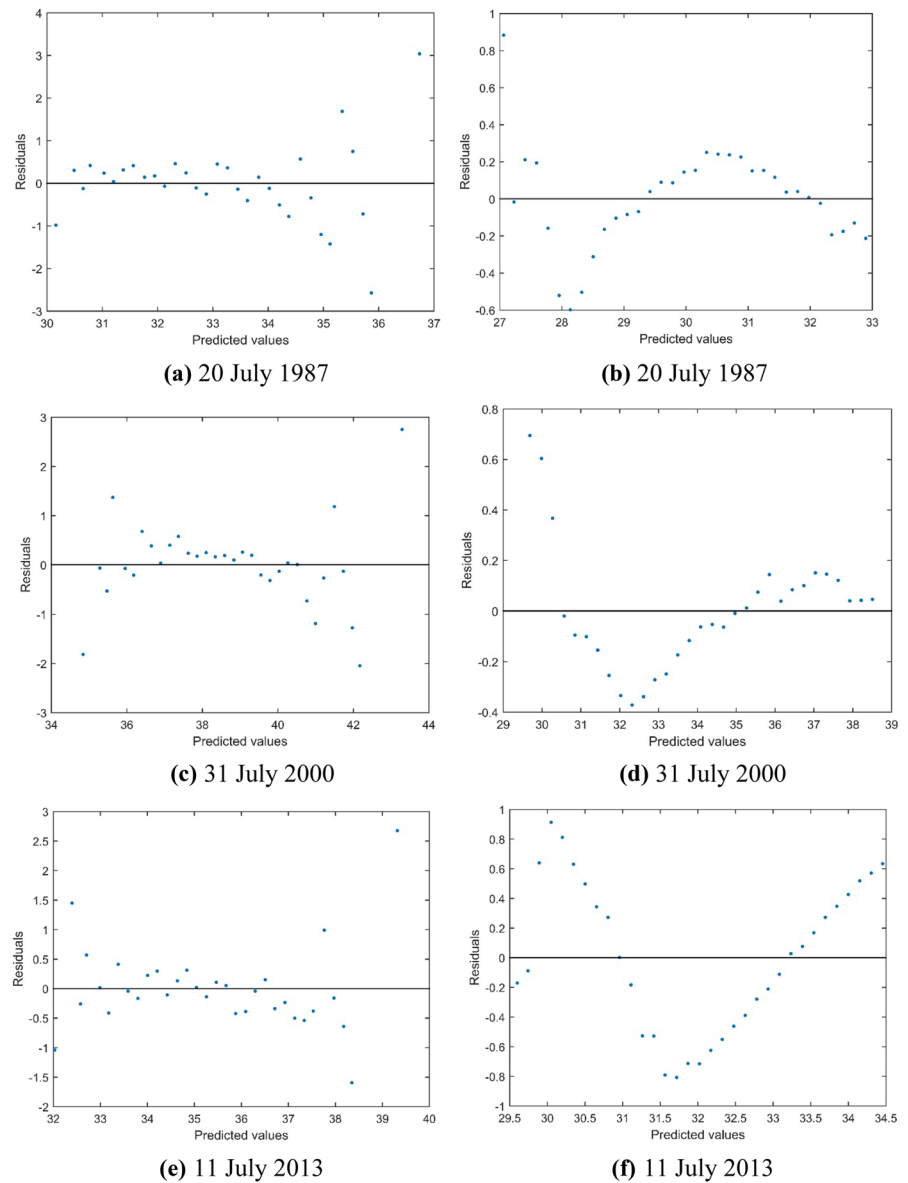 4
3
2
1
0
-1
-2
-3
Residuals
30 31 32 33 34 35 36 37
Predicted values
(a) 20 July 1987
1
0.8
0.6
0.4
0.2
0
-0.2
-0.4
-0.6
Residuals
27 28 29 30 31 32 33
Predicted values
(b) 20 July 1987
3
2
1
0
-1
-2
-3
Residuals
34 36 38 40 42 44
Predicted values
(c) 31 July 2000
0.8
0.6
0.4
0.2
0
-0.2
-0.4
Residuals
29 30 31 32 33 34 35 36 37 38 39
Predicted values
(d) 31 July 2000
3
2.5
2
1.5
1
0.5
0
-0.5
-1
-1.5
-2
Residuals
32 33 34 35 36 37 38 39 40
Predicted values
(e) 11 July 2013
1
0.8
0.6
0.4
0.2
0
-0.2
-0.4
-0.6
-0.8
-1
Residuals
29.5 30 30.5 31 31.5 32 32.5 33 33.5 34 34.5
Predicted values
(f) 11 July 2013